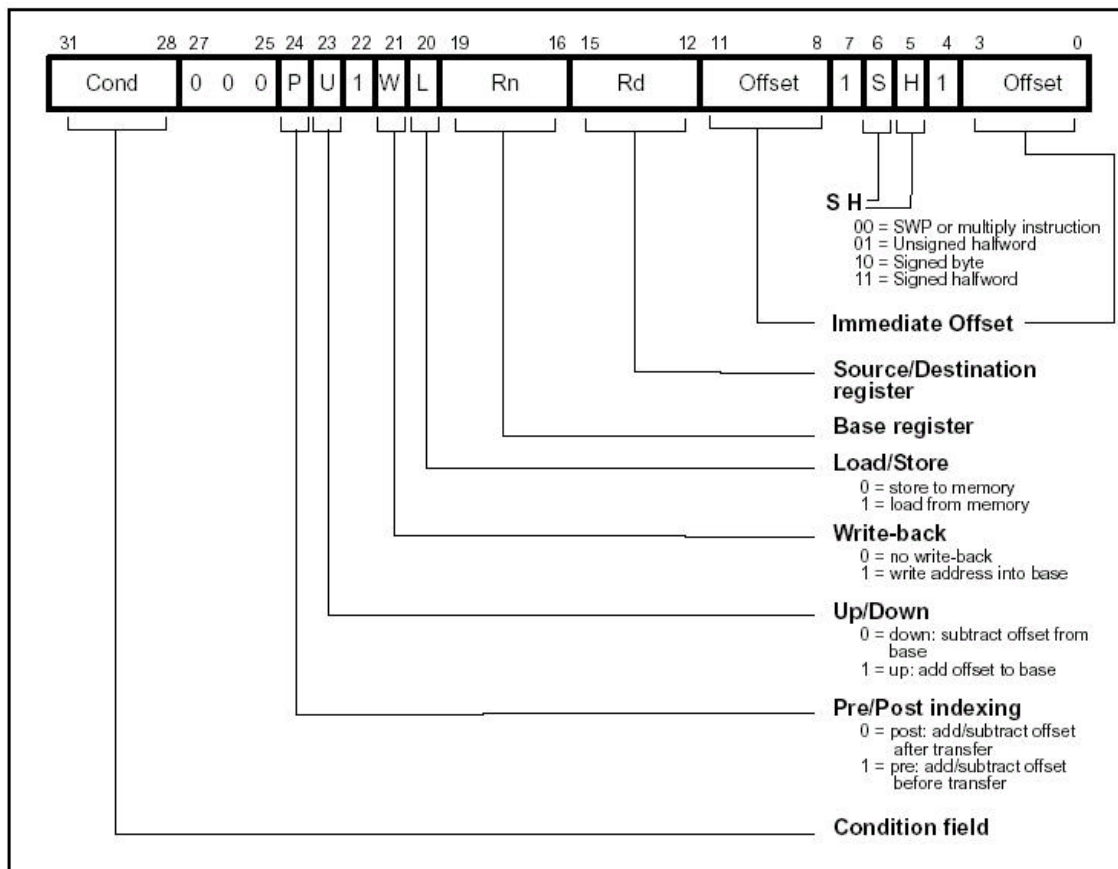 31 28 27 25 24 23 22 21 20 19 16 15 12 11 8 7 6 5 4 3 0
Cond 0 0 0 P U 1 W L Rn Rd Offset 1 S H 1 Offset
S H
00 = SWP or multiply instruction
01 = Unsigned halfword
10 = Signed byte
11 = Signed halfword
Immediate Offset
Source/Destination
register
Base register
Load/Store
0 = store to memory
1 = load from memory
Write-back
0 = no write-back
1 = write address into base
Up/Down
0 = down: subtract offset from
base
1 = up: add offset to base
Pre/Post indexing
0 = post: add/subtract offset
after transfer
1 = pre: add/subtract offset
before transfer
Condition field